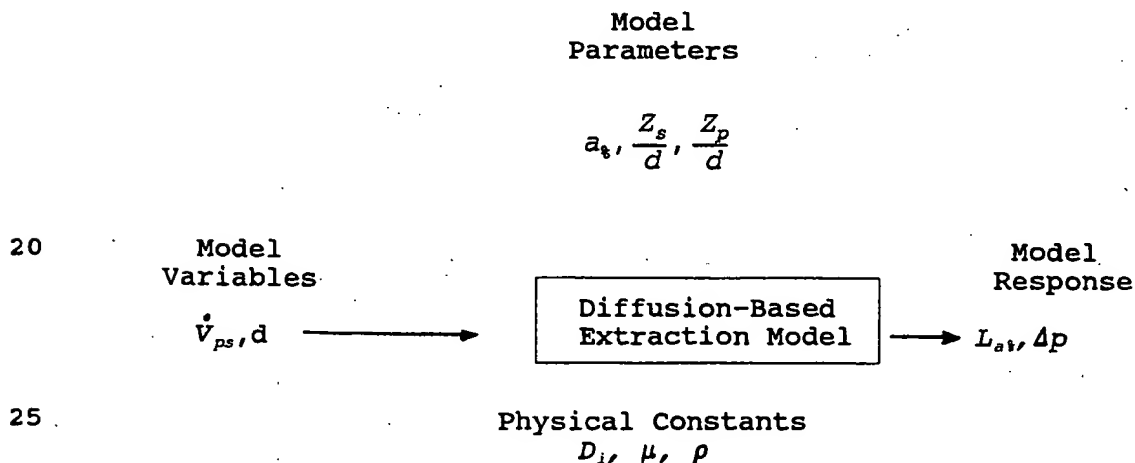 Model
Parameters
a%, Z_s/d, Z_p/d
20
Model
Variables
V̇_ps, d
Diffusion-Based
Extraction Model
Model
Response
L_a%, Δp
25
Physical Constants
D_i, μ, ρ